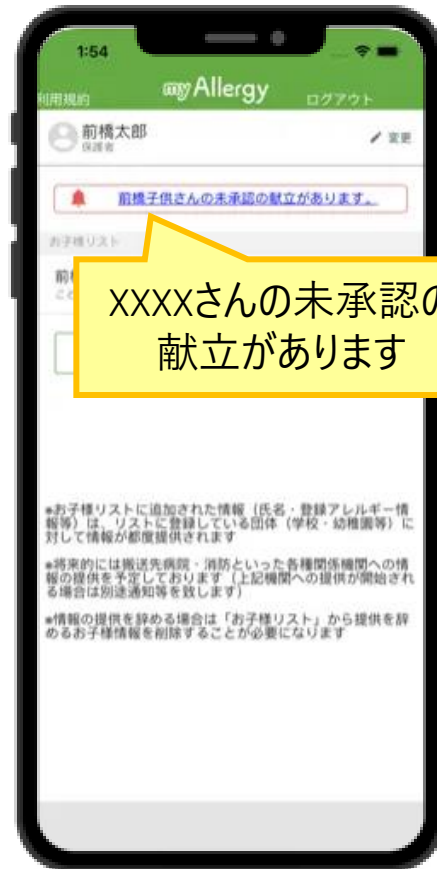 1:54
利用規約 myAllergy ログアウト
前橋太郎
保護者
変更
前橋子供さんの未承認の献立があります。
お子様リスト
前
こど
XXXXさんの未承認の
献立があります
※お子様リストに追加された情報（氏名・登録アレルギー情
報等）は、リストに登録している団体（学校・幼稚園等）に
対して情報が都度提供されます
※将来的には搬送先病院・消防といった各種関係機関への情
報の提供を予定しております（上記機関への提供が開始され
る場合は別途通知等を致します）
※情報の提供を辞める場合は「お子様リスト」から提供を辞
めるお子様情報を削除することが必要になります